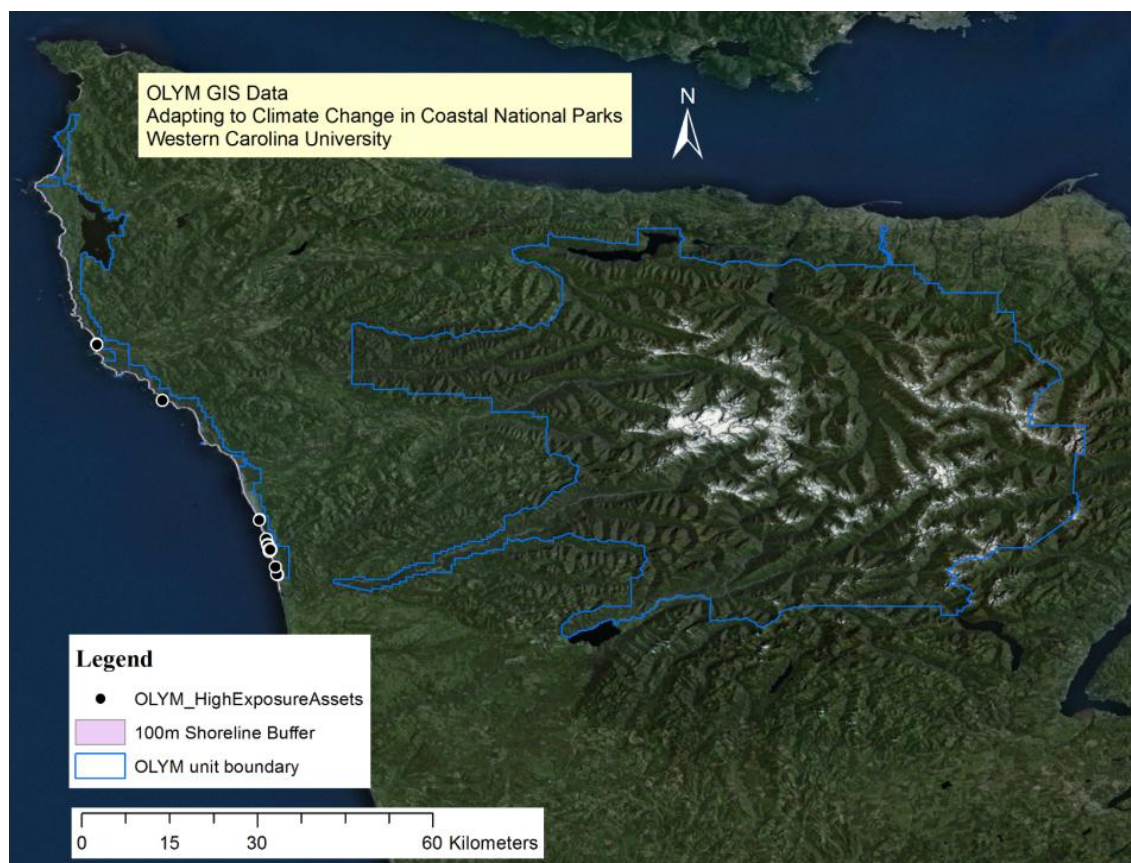 OLYM GIS Data
Adapting to Climate Change in Coastal National Parks
Western Carolina University
N
Legend
OLYM_HighExposureAssets
100m Shoreline Buffer
OLYM unit boundary
0 15 30 60 Kilometers